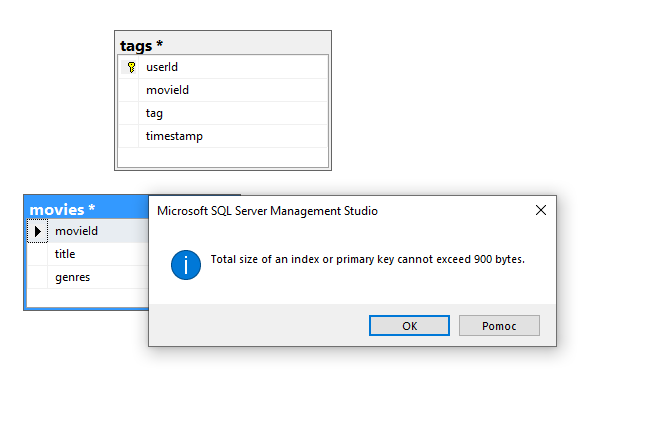 tags *
userId
movieId
tag
timestamp
movies *
movieId
title
genres
Microsoft SQL Server Management Studio
Total size of an index or primary key cannot exceed 900 bytes.
OK
Pomoc